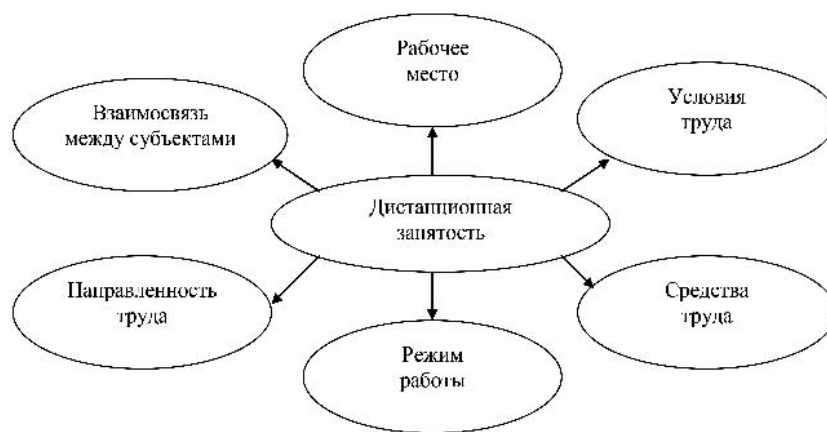 Рабочее
место
Взаимосвязь
между субъектами
Условия
труда
Дистанционная
занятость
Направленность
труда
Средства
труда
Режим
работы